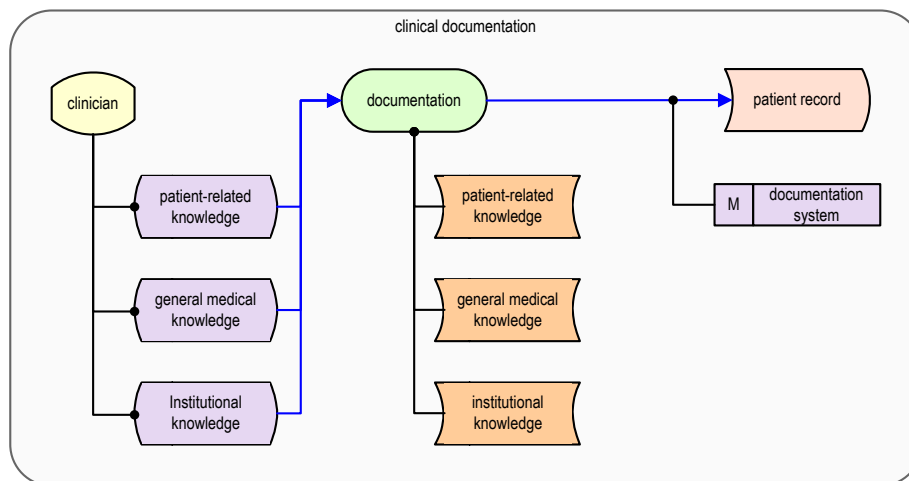 clinical documentation
clinician
documentation
patient record
patient-related
knowledge
patient-related
knowledge
M
documentation
system
general medical
knowledge
general medical
knowledge
Institutional
knowledge
institutional
knowledge